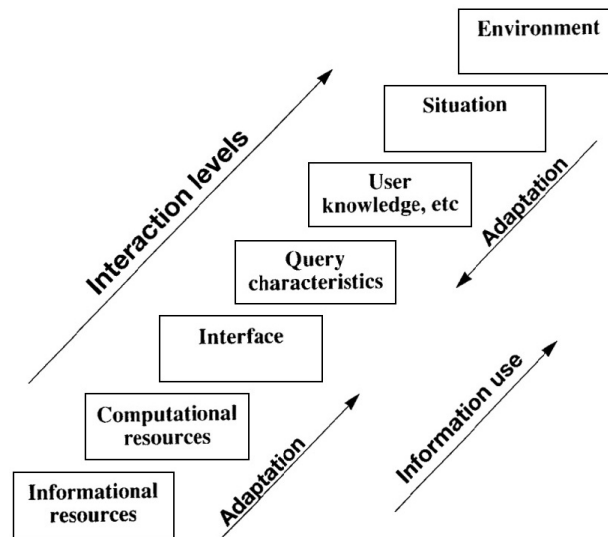 Environment
Situation
User
knowledge, etc
Query
characteristics
Interface
Computational
resources
Informational
resources
Interaction levels
Adaptation
Adaptation
Information use